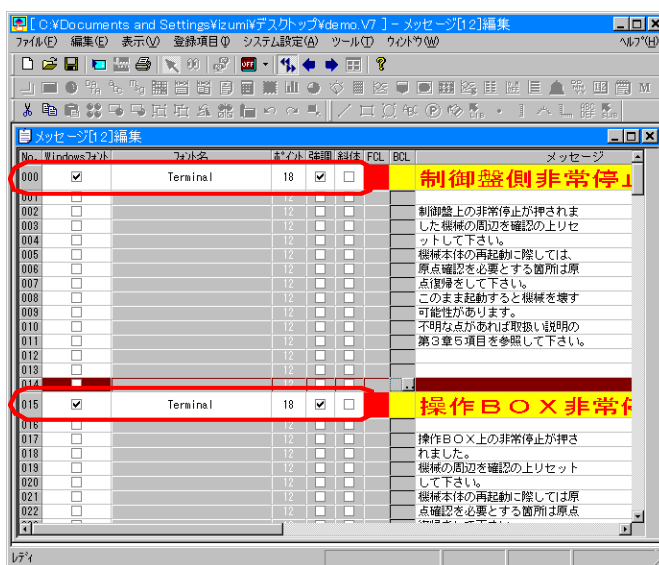 [ C:¥Documents and Settings¥izumi¥デスクトップ¥demo.V7 ] - メッセージ[12]編集
ファイル(F) 編集(E) 表示(V) 登録項目(I) システム設定(A) ツール(T) ウィンドウ(W) ヘルプ(H)
メッセージ[12]編集
No. Windowsフォント フォント名 ポイント 強調 斜体 FCL BCL メッセージ
000 Terminal 18 制御盤側非常停止
001 12
002 12 制御盤上の非常停止が押されま
003 12 した機械の周辺を確認の上リセ
004 12 ットして下さい。
005 12 機械本体の再起動に際しては、
006 12 原点確認を必要とする箇所は原
007 12 点復帰をして下さい。
008 12 このまま起動すると機械を壊す
009 12 可能性があります。
010 12 不明な点があれば取扱い説明の
011 12 第3章5項目を参照して下さい。
012 12
013 12
014 12 ..
015 Terminal 18 操作BOX非常停
016 12
017 12 操作BOX上の非常停止が押さ
018 12 れました。
019 12 機械の周辺を確認の上リセット
020 12 して下さい。
021 12 機械本体の再起動に際しては原
022 12 点確認を必要とする箇所は原点
レディ